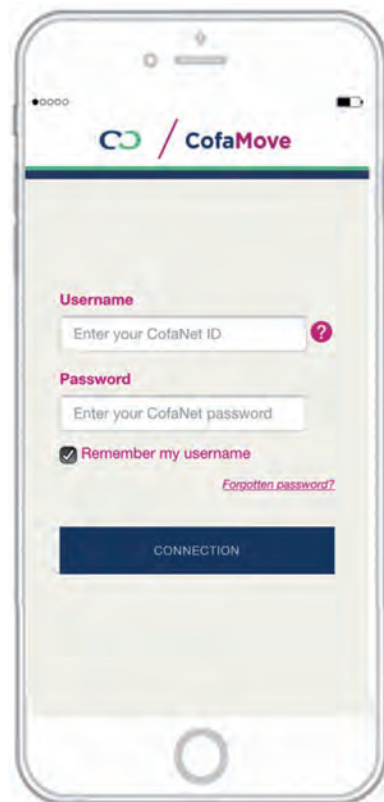 CofaMove
Username
Enter your CofaNet ID
?
Password
Enter your CofaNet password
Remember my username
Forgotten password?
CONNECTION